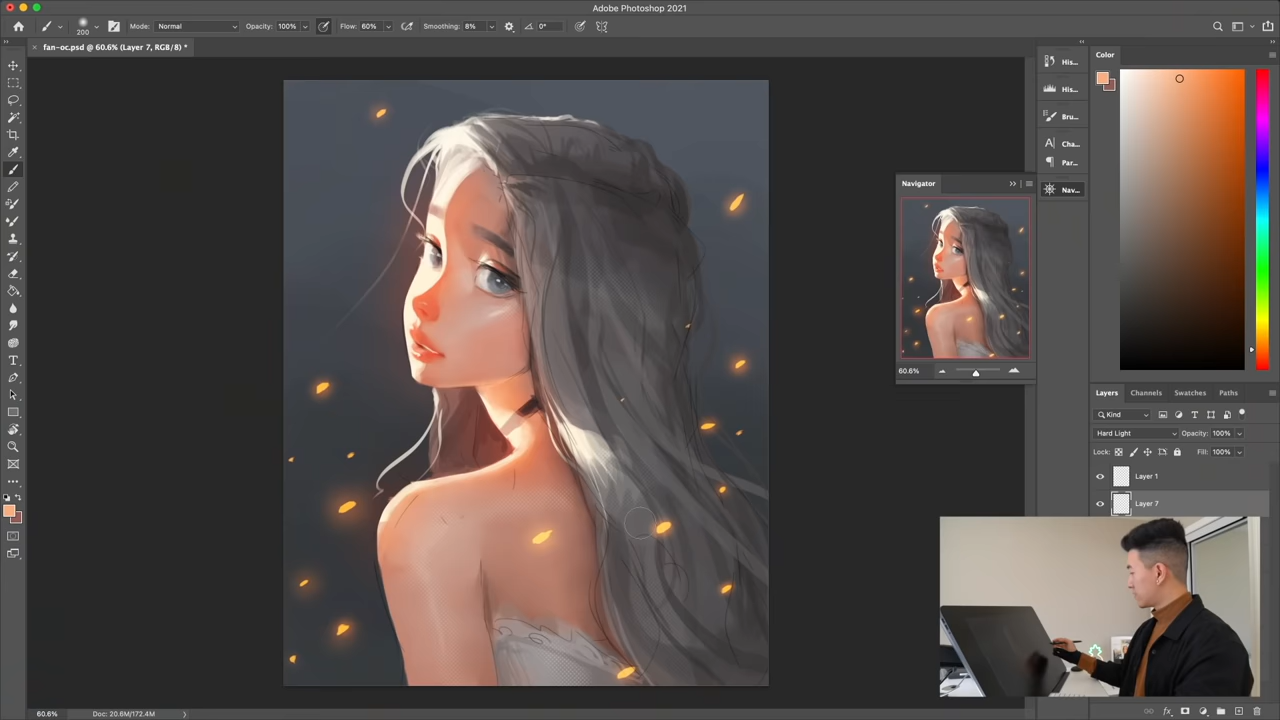 Adobe Photoshop 2021
200
Mode: Normal
Opacity: 100%
Flow: 60%
Smoothing: 8%
0°
fan-oc.psd @ 60.6% (Layer 7, RGB/8) *
His...
His...
Bru...
Cha...
Par...
Nav...
Navigator
60.6%
Color
Layers
Channels
Swatches
Paths
Kind
Hard Light
Opacity: 100%
Lock:
Fill: 100%
Layer 1
Layer 7
60.6%
Doc: 20.6M/172.4M